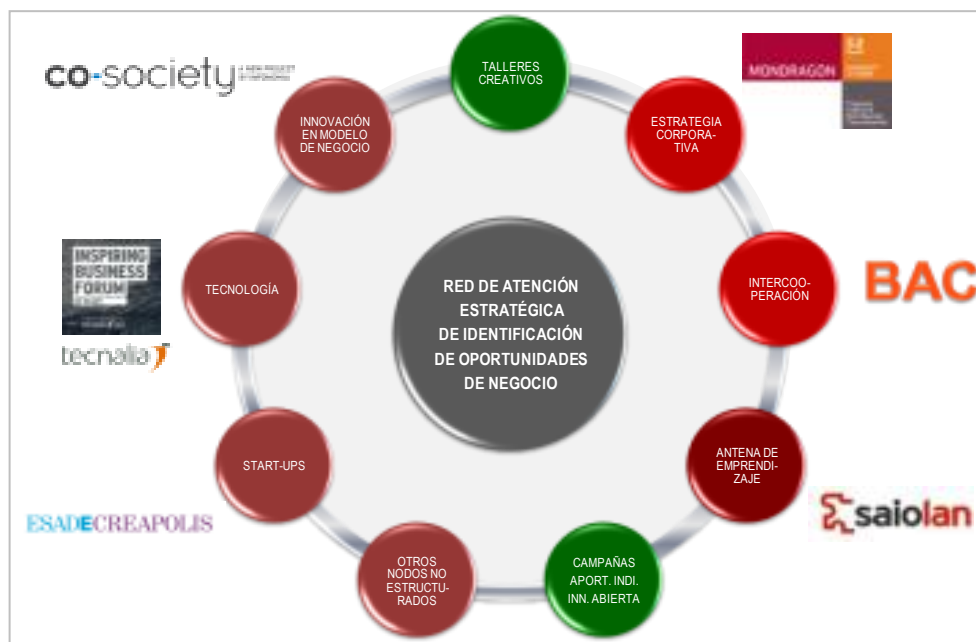 co-society
TALLERES
CREATIVOS
MONDRAGON
INNOVACIÓN
EN MODELO
DE NEGOCIO
ESTRATEGIA
CORPORA-
TIVA
INSPIRING
BUSINESS
FORUM
tecnalia
TECNOLOGÍA
RED DE ATENCIÓN
ESTRATÉGICA
DE IDENTIFICACIÓN
DE OPORTUNIDADES
DE NEGOCIO
INTERCOO-
PERACIÓN
BAC
START-UPS
ANTENA DE
EMPRENDI-
ZAJE
ESADECREAPOLIS
saiolan
OTROS
NODOS NO
ESTRUCTU-
RADOS
CAMPAÑAS
APORT. INDI.
INN. ABIERTA